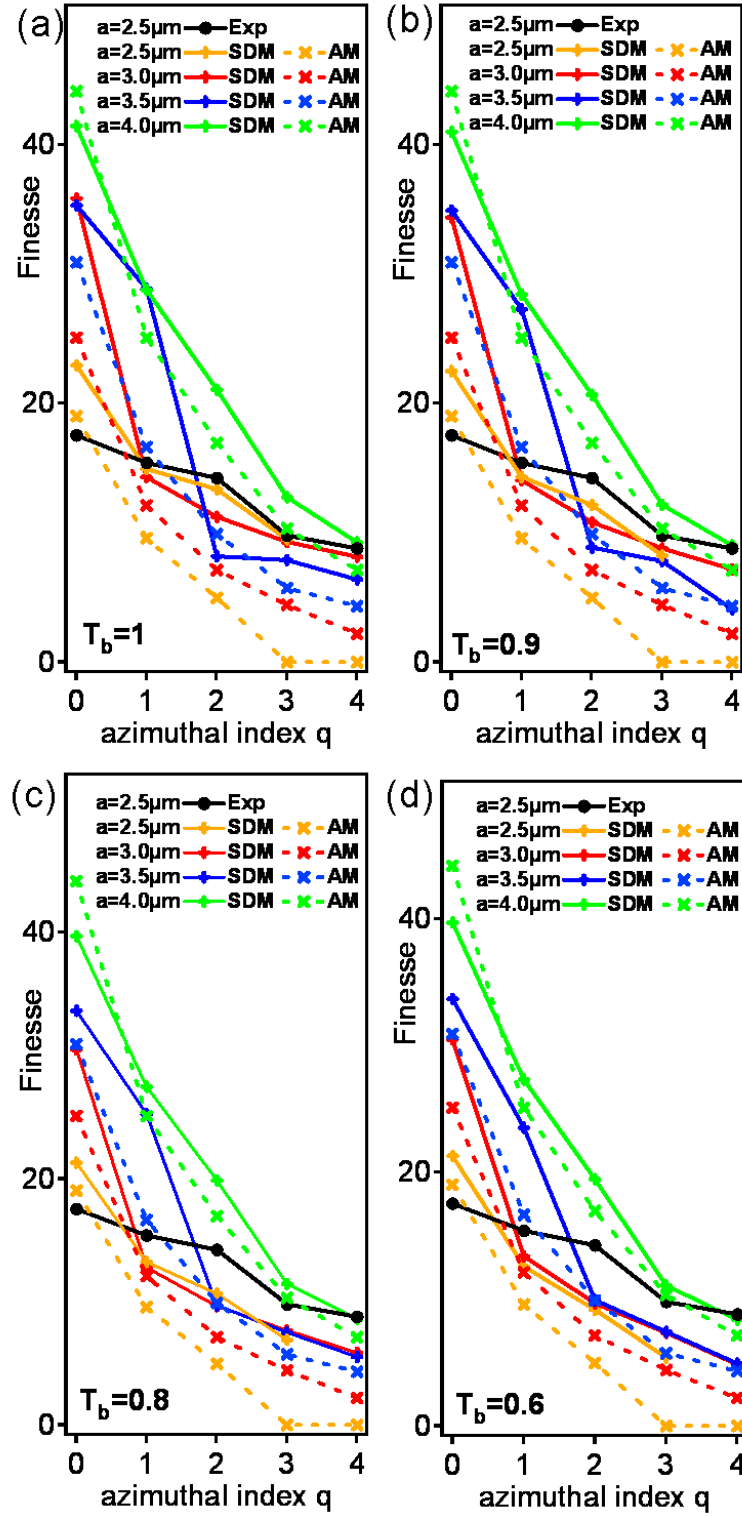 (a)
a=2.5μm Exp
a=2.5μm SDM AM
a=3.0μm SDM AM
a=3.5μm SDM AM
a=4.0μm SDM AM
40
20
0
Finesse
T_b=1
0 1 2 3 4
azimuthal index q
(b)
a=2.5μm Exp
a=2.5μm SDM AM
a=3.0μm SDM AM
a=3.5μm SDM AM
a=4.0μm SDM AM
40
20
0
Finesse
T_b=0.9
0 1 2 3 4
azimuthal index q
(c)
a=2.5μm Exp
a=2.5μm SDM AM
a=3.0μm SDM AM
a=3.5μm SDM AM
a=4.0μm SDM AM
40
20
0
Finesse
T_b=0.8
0 1 2 3 4
azimuthal index q
(d)
a=2.5μm Exp
a=2.5μm SDM AM
a=3.0μm SDM AM
a=3.5μm SDM AM
a=4.0μm SDM AM
40
20
0
Finesse
T_b=0.6
0 1 2 3 4
azimuthal index q